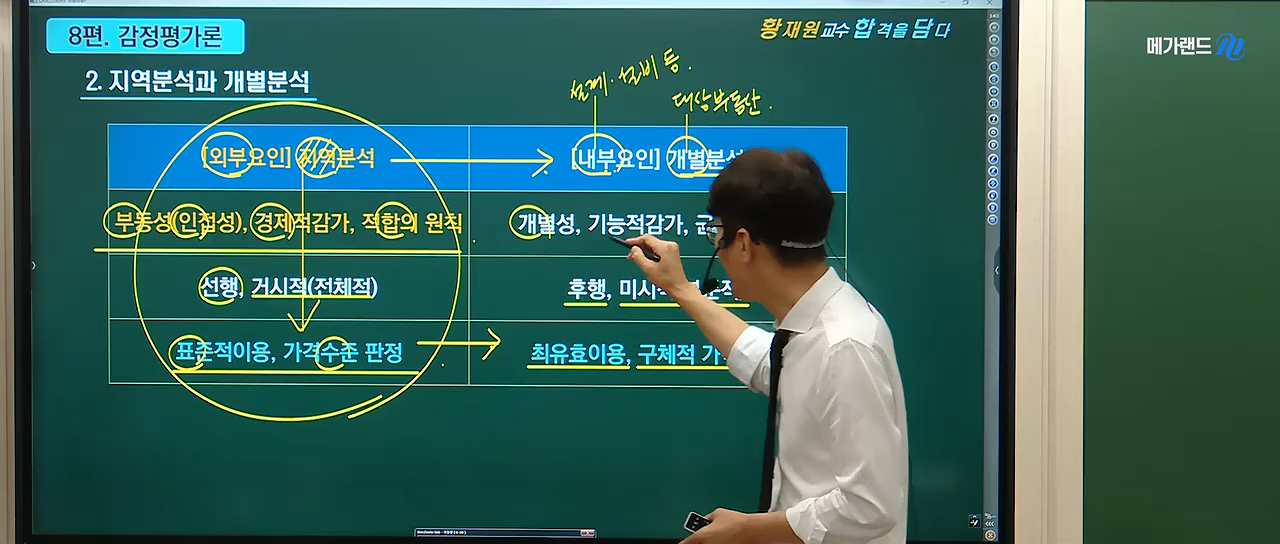 8편. 감정평가론
황재원 교수 합격을 담다
메가랜드
2. 지역분석과 개별분석
설계·설비 등.
대상부동산.
[외부요인] 지역분석
[내부요인] 개별분석
부동성(인접성), 경제적감가, 적합의 원칙
개별성, 기능적감가,
선행, 거시적(전체적)
후행,
표준적이용, 가격수준 판정
최유효이용, 구체적